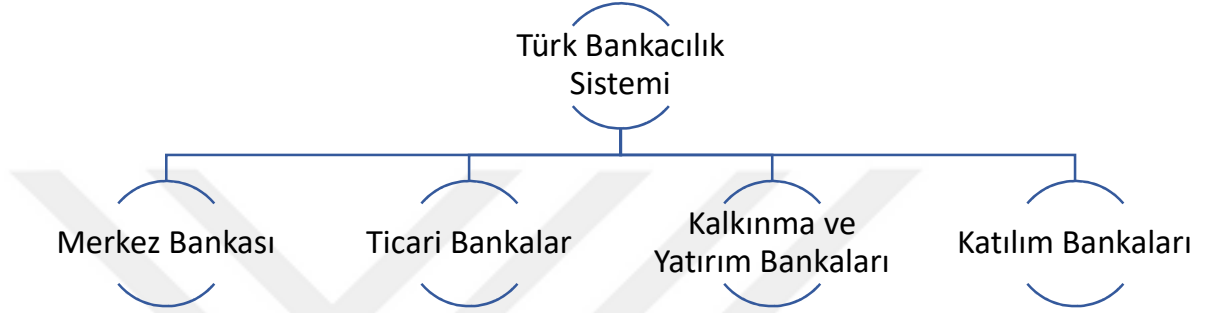 Türk Bankacılık
Sistemi
Merkez Bankası
Ticari Bankalar
Kalkınma ve
Yatırım Bankaları
Katılım Bankaları